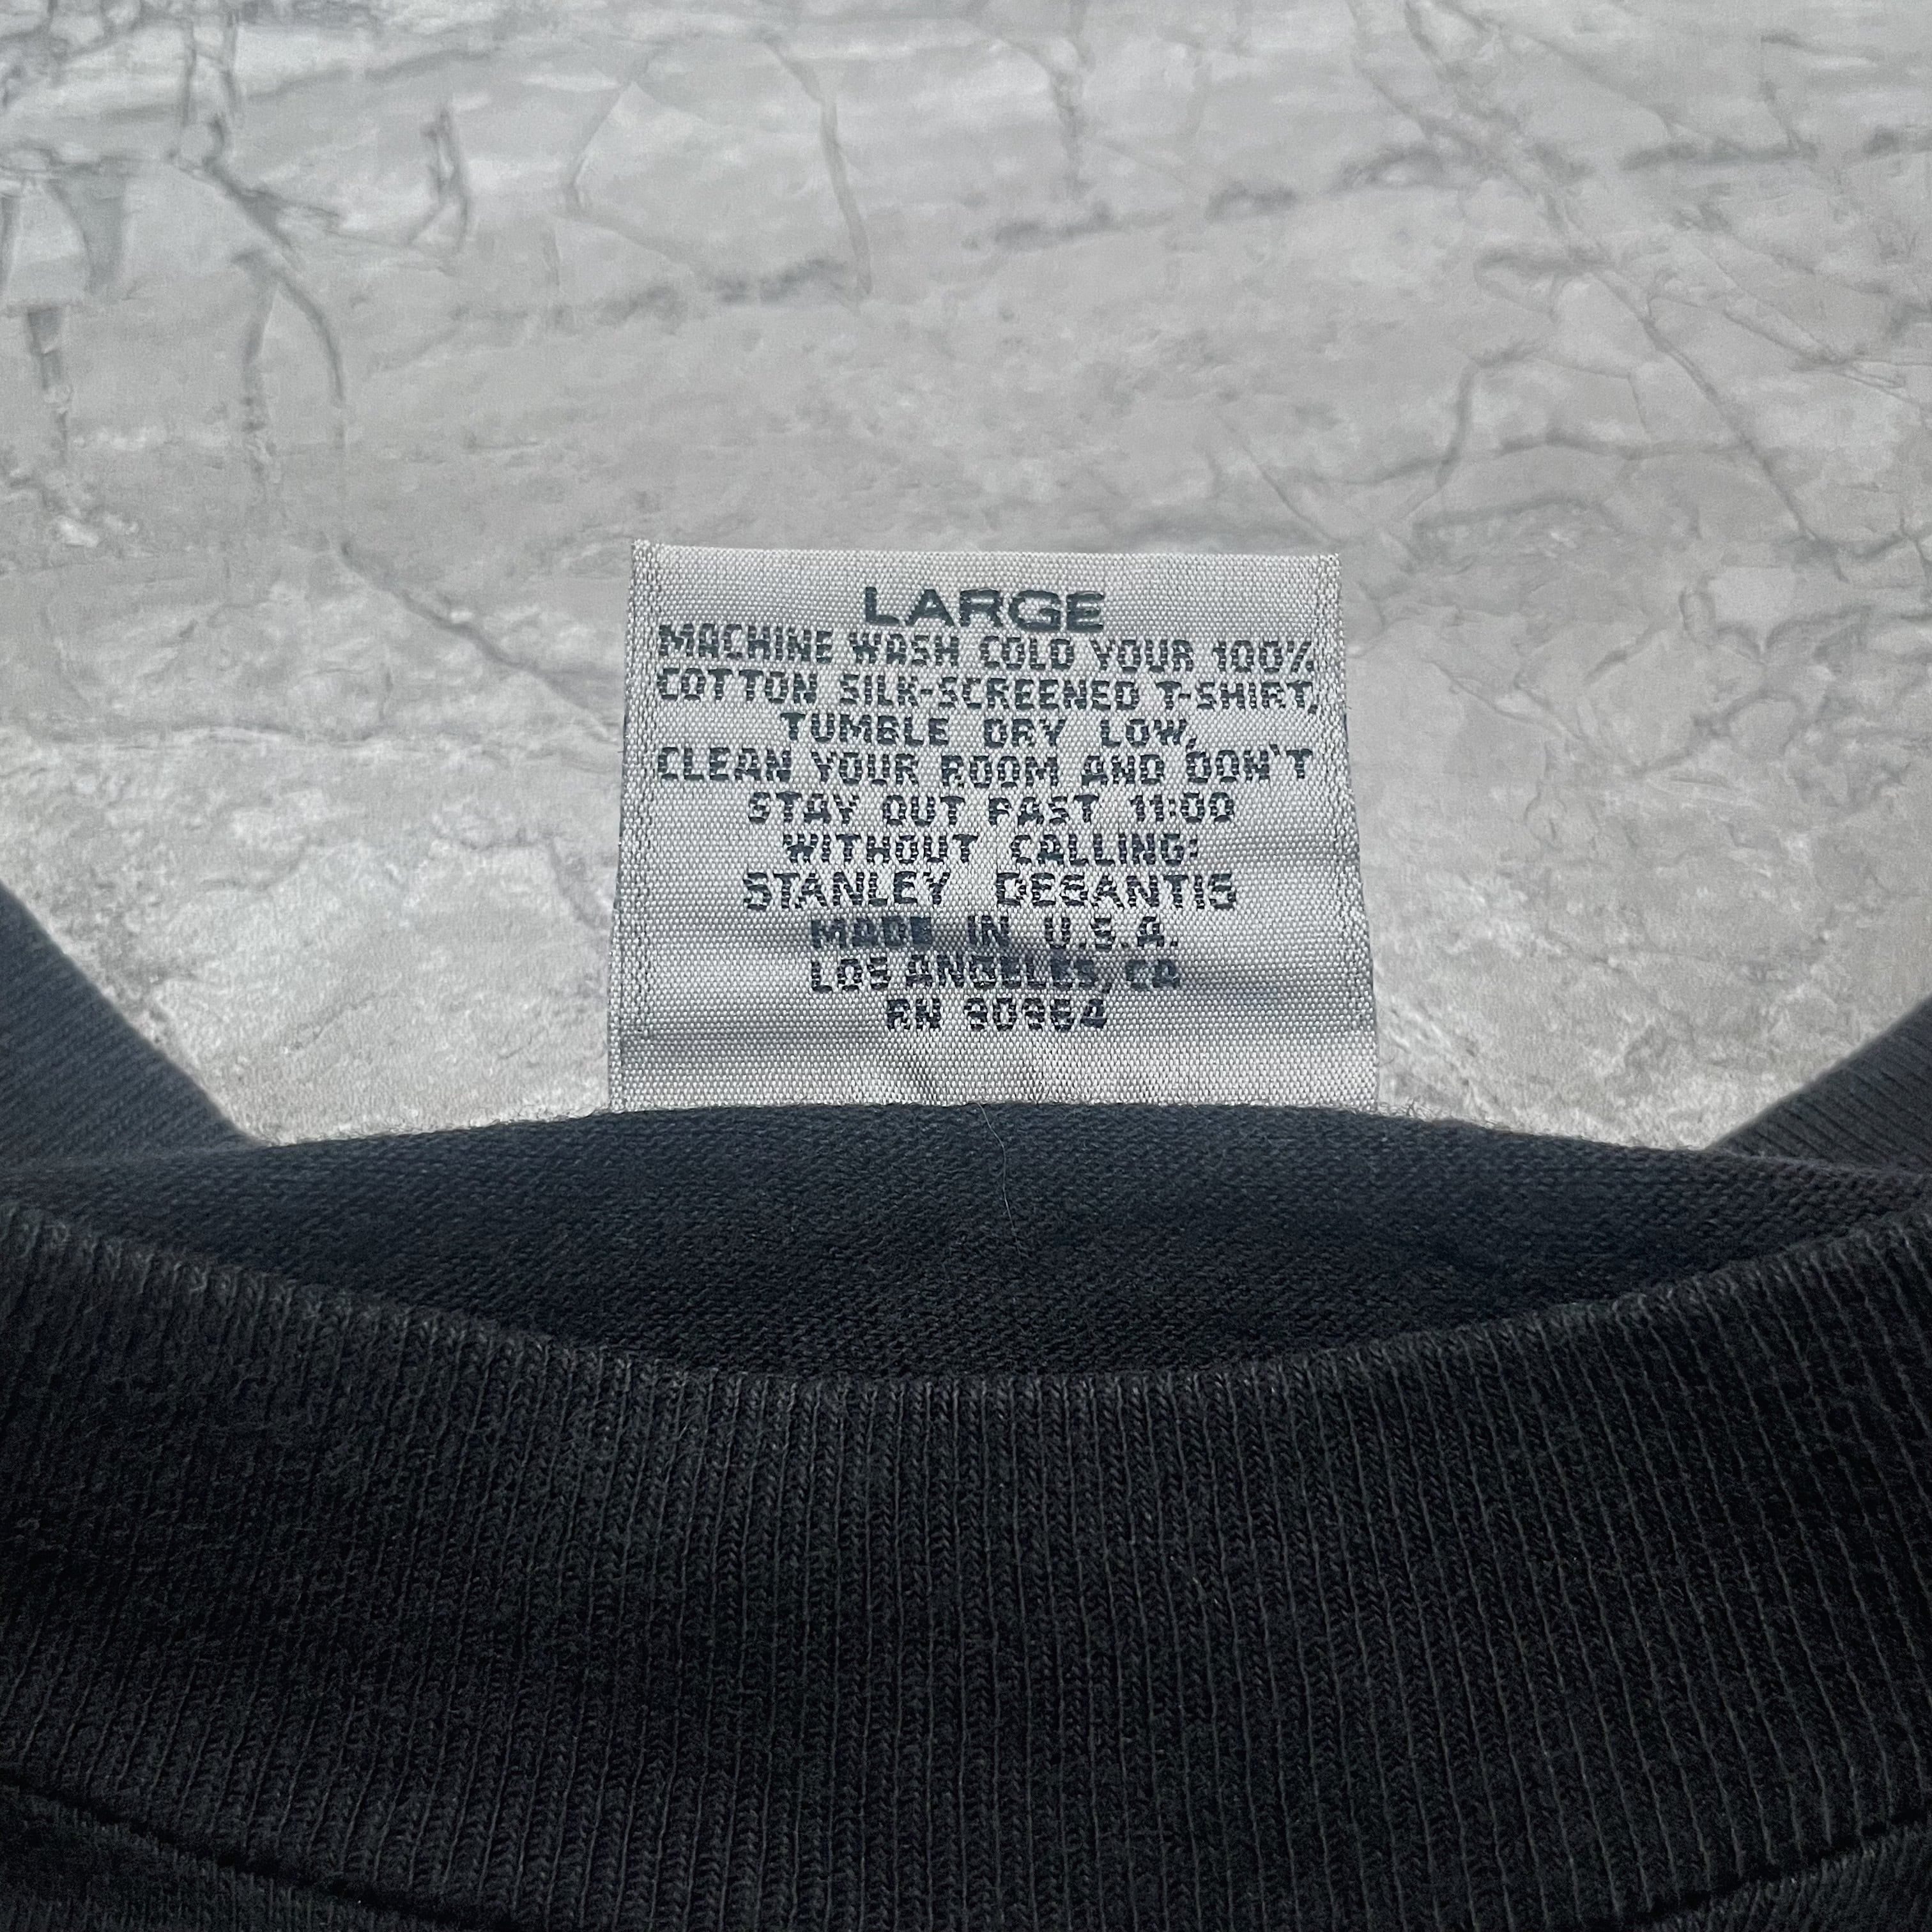 LARGE
MACHINE WASH COLD YOUR 100%
COTTON SILK-SCREENED T-SHIRT,
TUMBLE DRY LOW,
CLEAN YOUR ROOM AND DON'T
STAY OUT PAST 11:00
WITHOUT CALLING:
STANLEY DESANTIS
MADE IN U.S.A.
LOS ANGELES, CA
RN 90964